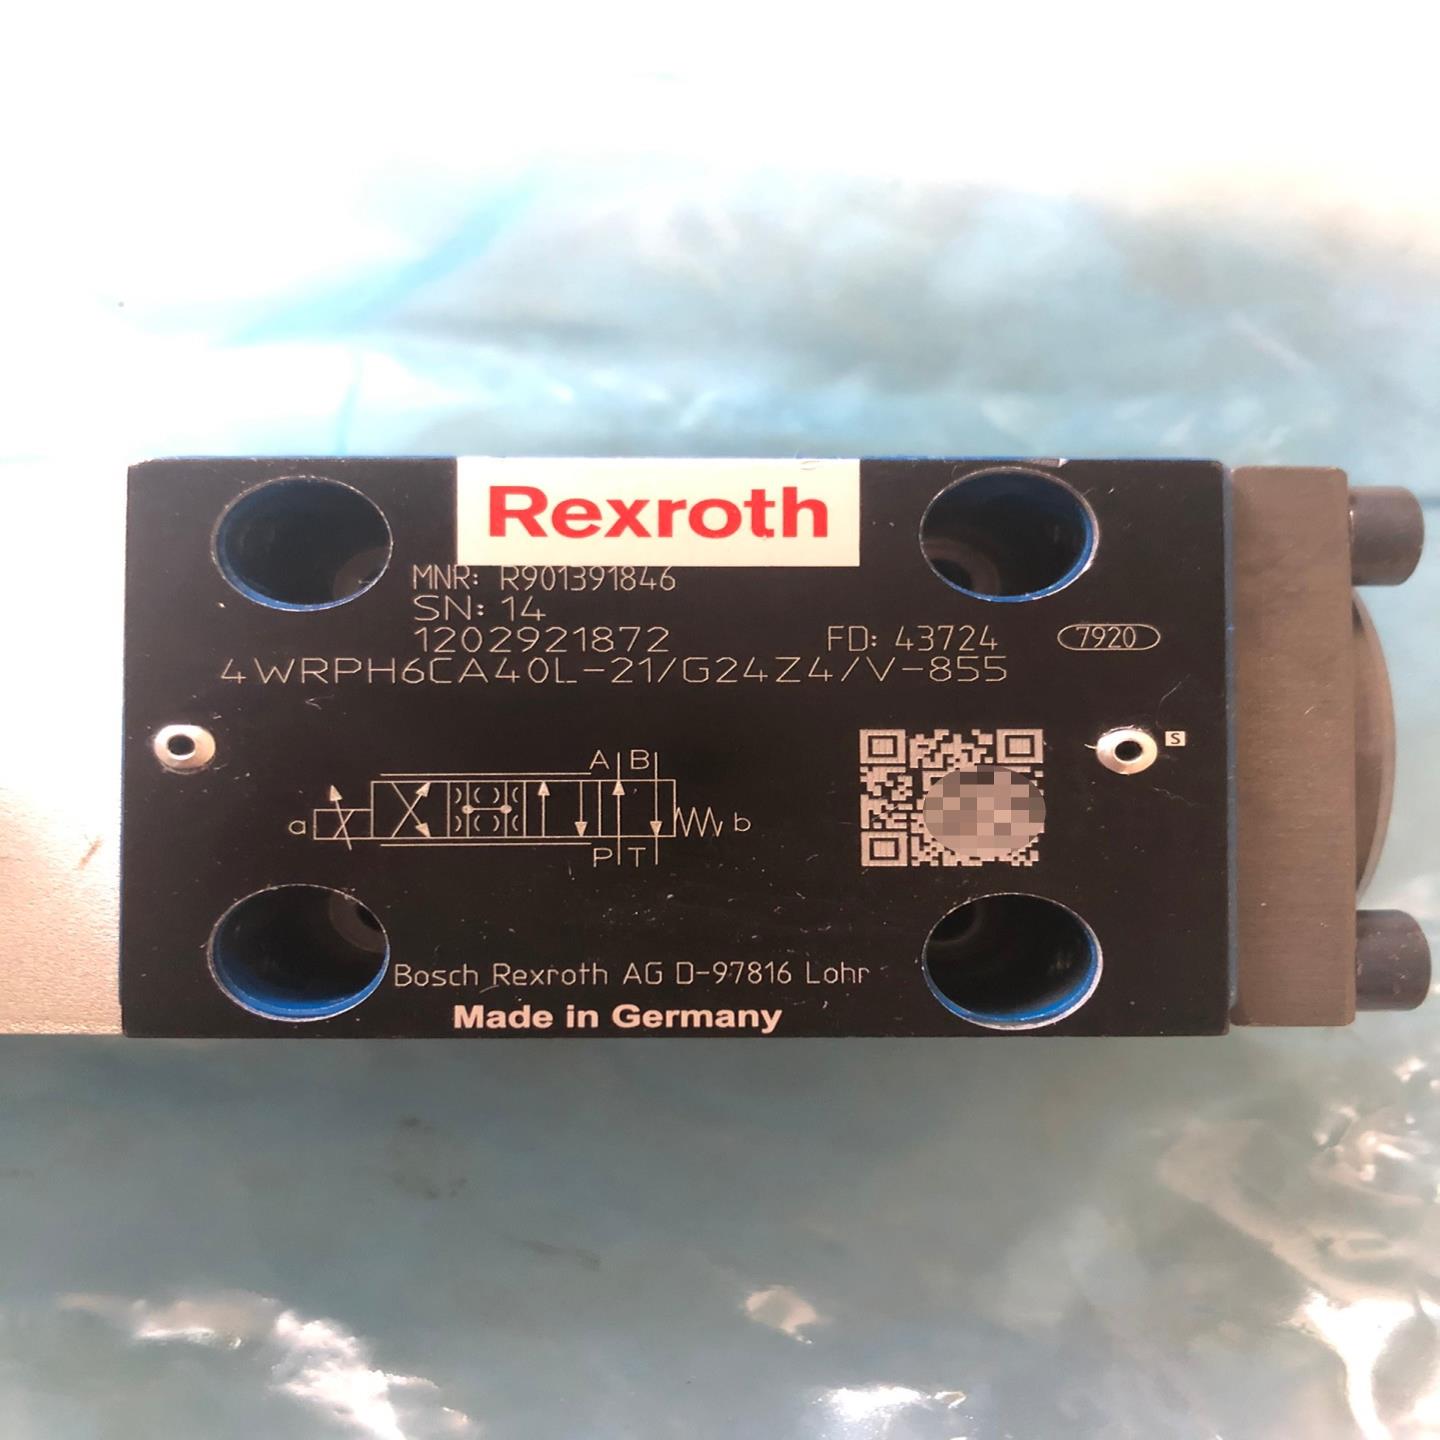 Rexroth
MNR: R901391846
SN: 14
1202921872 FD: 43724 7920
4WRPH6CA40L-21/G24Z4/V-855
S
A B
a b
P T
Bosch Rexroth AG D-97816 Lohr
Made in Germany